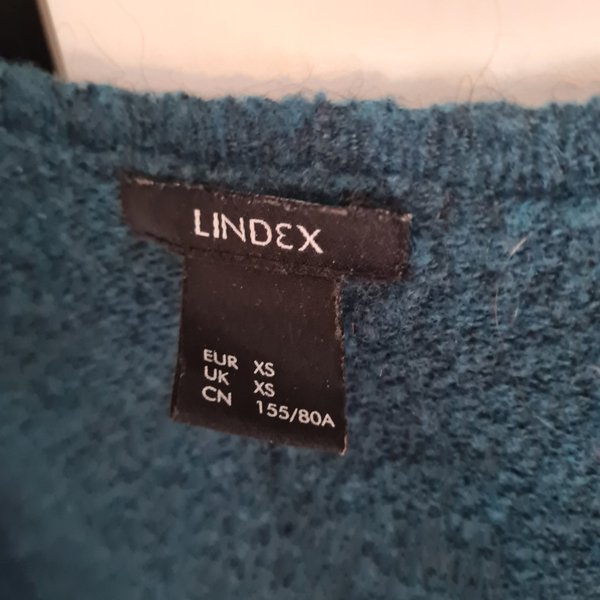 LINDEX
EUR XS
UK XS
CN 155/80A